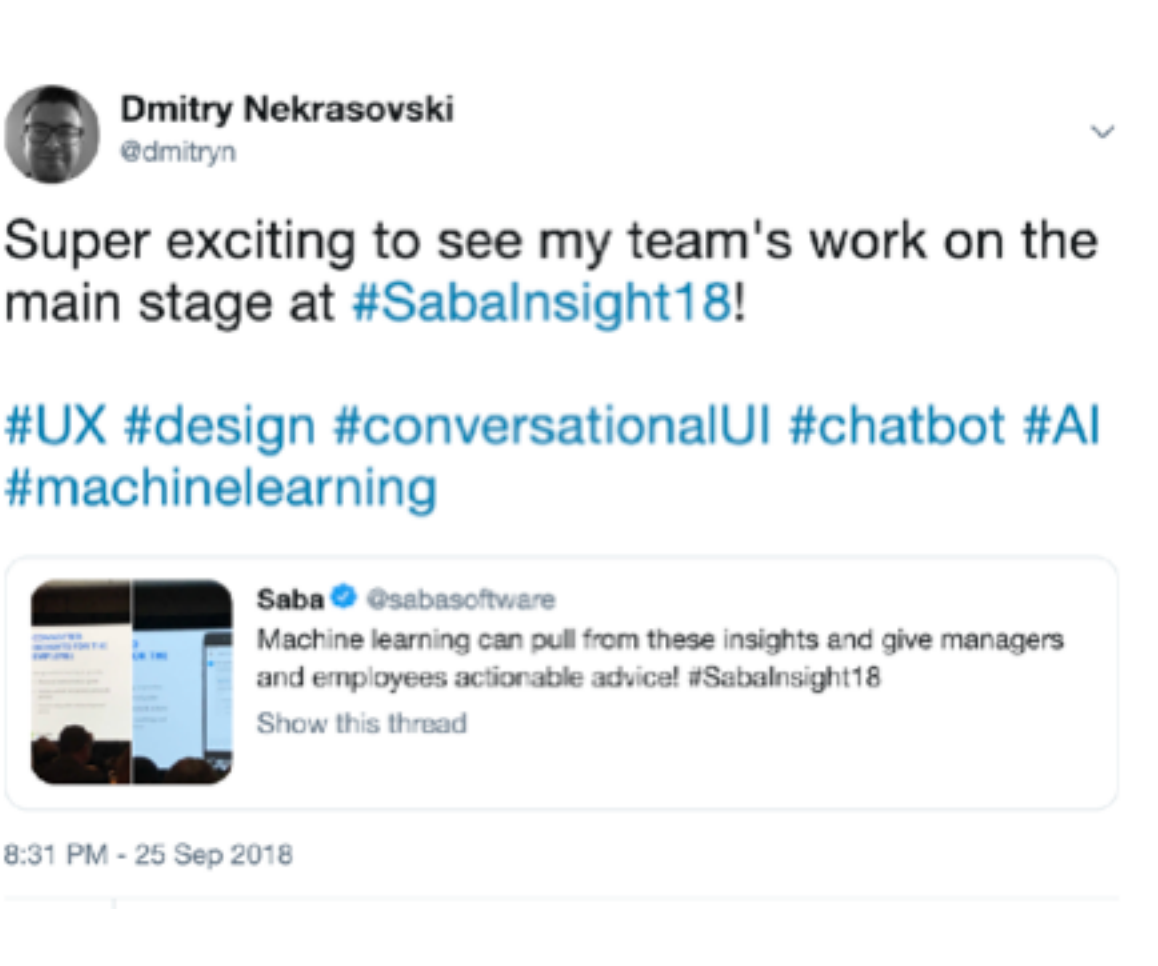 Dmitry Nekrasovski
@dmitryn
Super exciting to see my team's work on the
main stage at #SabaInsight18!
#UX #design #conversationalUI #chatbot #AI
#machinelearning
Saba @sabasoftware
Machine learning can pull from these insights and give managers
and employees actionable advice! #SabaInsight18
Show this thread
8:31 PM - 25 Sep 2018